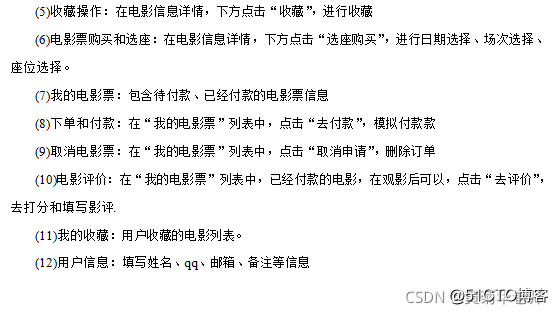 (5)收藏操作：在电影信息详情，下方点击“收藏”，进行收藏
(6)电影票购买和选座：在电影信息详情，下方点击“选座购买”，进行日期选择、场次选择、
座位选择。
(7)我的电影票：包含待付款、已经付款的电影票信息
(8)下单和付款：在“我的电影票”列表中，点击“去付款”，模拟付款款
(9)取消电影票：在“我的电影票”列表中，点击“取消申请”，删除订单
(10)电影评价：在“我的电影票”列表中，已经付款的电影，在观影后可以，点击“去评价”，
去打分和填写影评.
(11)我的收藏：用户收藏的电影列表。
(12)用户信息：填写姓名、qq、邮箱、备注等信息
CSDN @51CTO博客